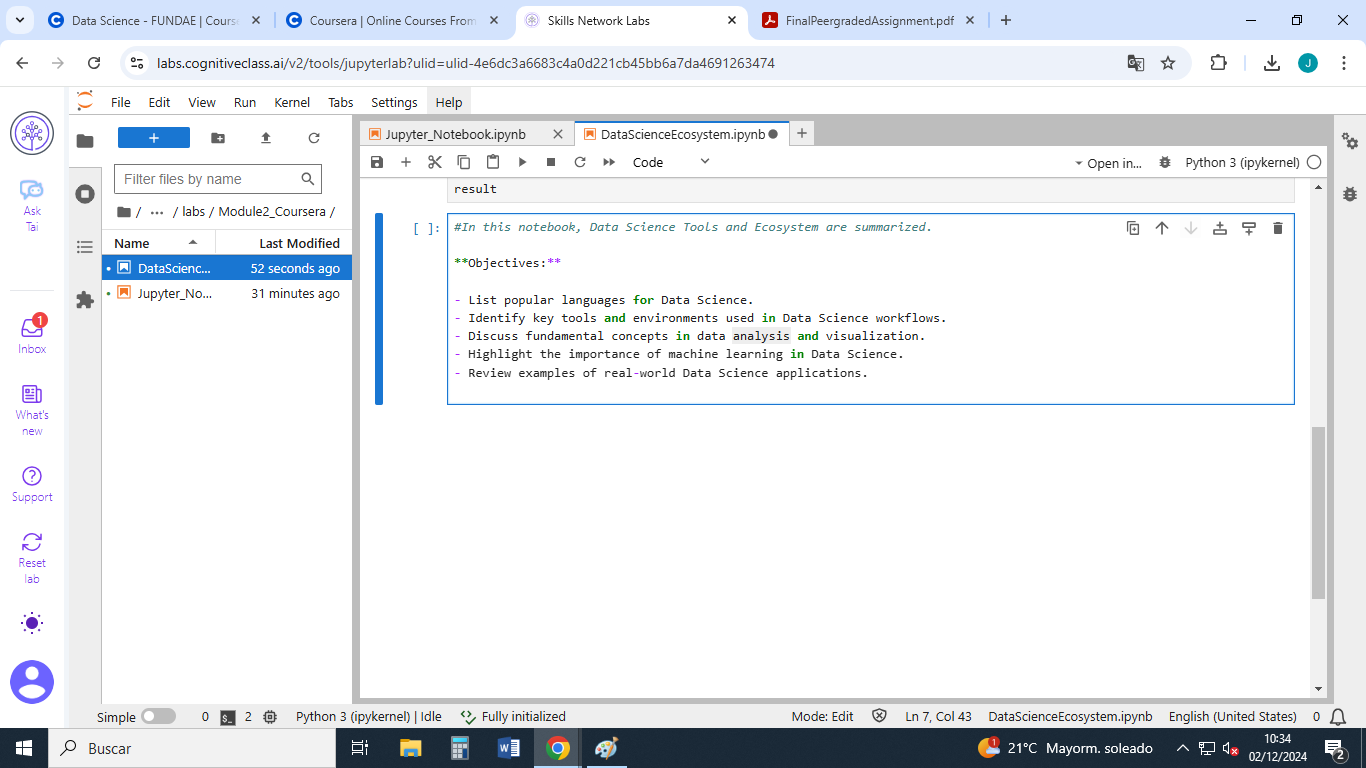 Data Science - FUNDAE | Course
Coursera | Online Courses From
Skills Network Labs
FinalPeergradedAssignment.pdf
labs.cognitiveclass.ai/v2/tools/jupyterlab?ulid=ulid-4e6dc3a6683c4a0d221cb45bb6a7da4691263474
J
File Edit View Run Kernel Tabs Settings Help
Ask
Tai
1
Inbox
What's
new
Support
Reset
lab
Filter files by name
/ ··· / labs / Module2_Coursera /
Name Last Modified
DataScienc... 52 seconds ago
Jupyter_No... 31 minutes ago
Jupyter_Notebook.ipynb
DataScienceEcosystem.ipynb
Code
Open in...
Python 3 (ipykernel)
result
[ ]:
#In this notebook, Data Science Tools and Ecosystem are summarized.
**Objectives:**
- List popular languages for Data Science.
- Identify key tools and environments used in Data Science workflows.
- Discuss fundamental concepts in data analysis and visualization.
- Highlight the importance of machine learning in Data Science.
- Review examples of real-world Data Science applications.
Simple 0 2 Python 3 (ipykernel) | Idle Fully initialized Mode: Edit Ln 7, Col 43 DataScienceEcosystem.ipynb English (United States) 0
Buscar
1
21°C Mayorm. soleado
10:34
02/12/2024
2